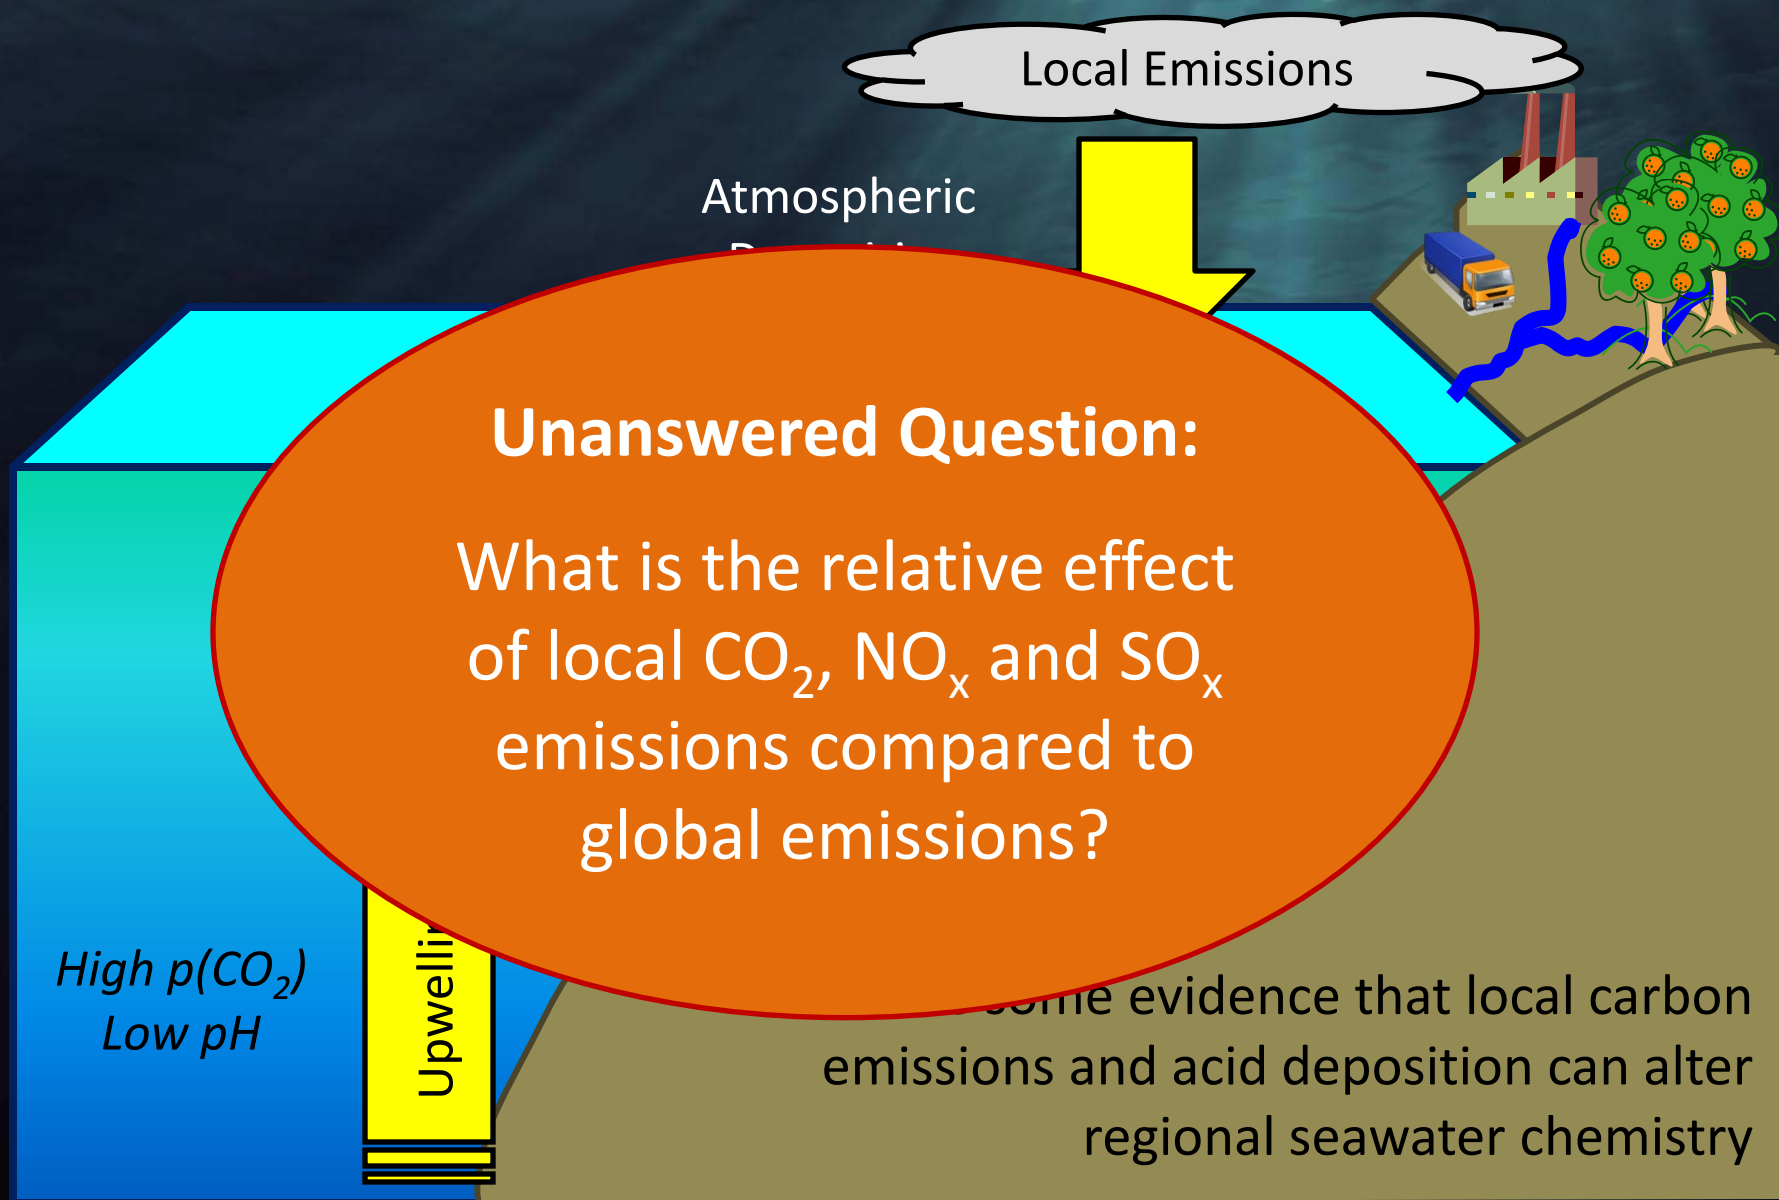 Local Emissions
Atmospheric
Unanswered Question:
What is the relative effect
of local CO₂, NOₓ and SOₓ
emissions compared to
global emissions?
High p(CO₂)
Low pH
some evidence that local carbon
emissions and acid deposition can alter
regional seawater chemistry